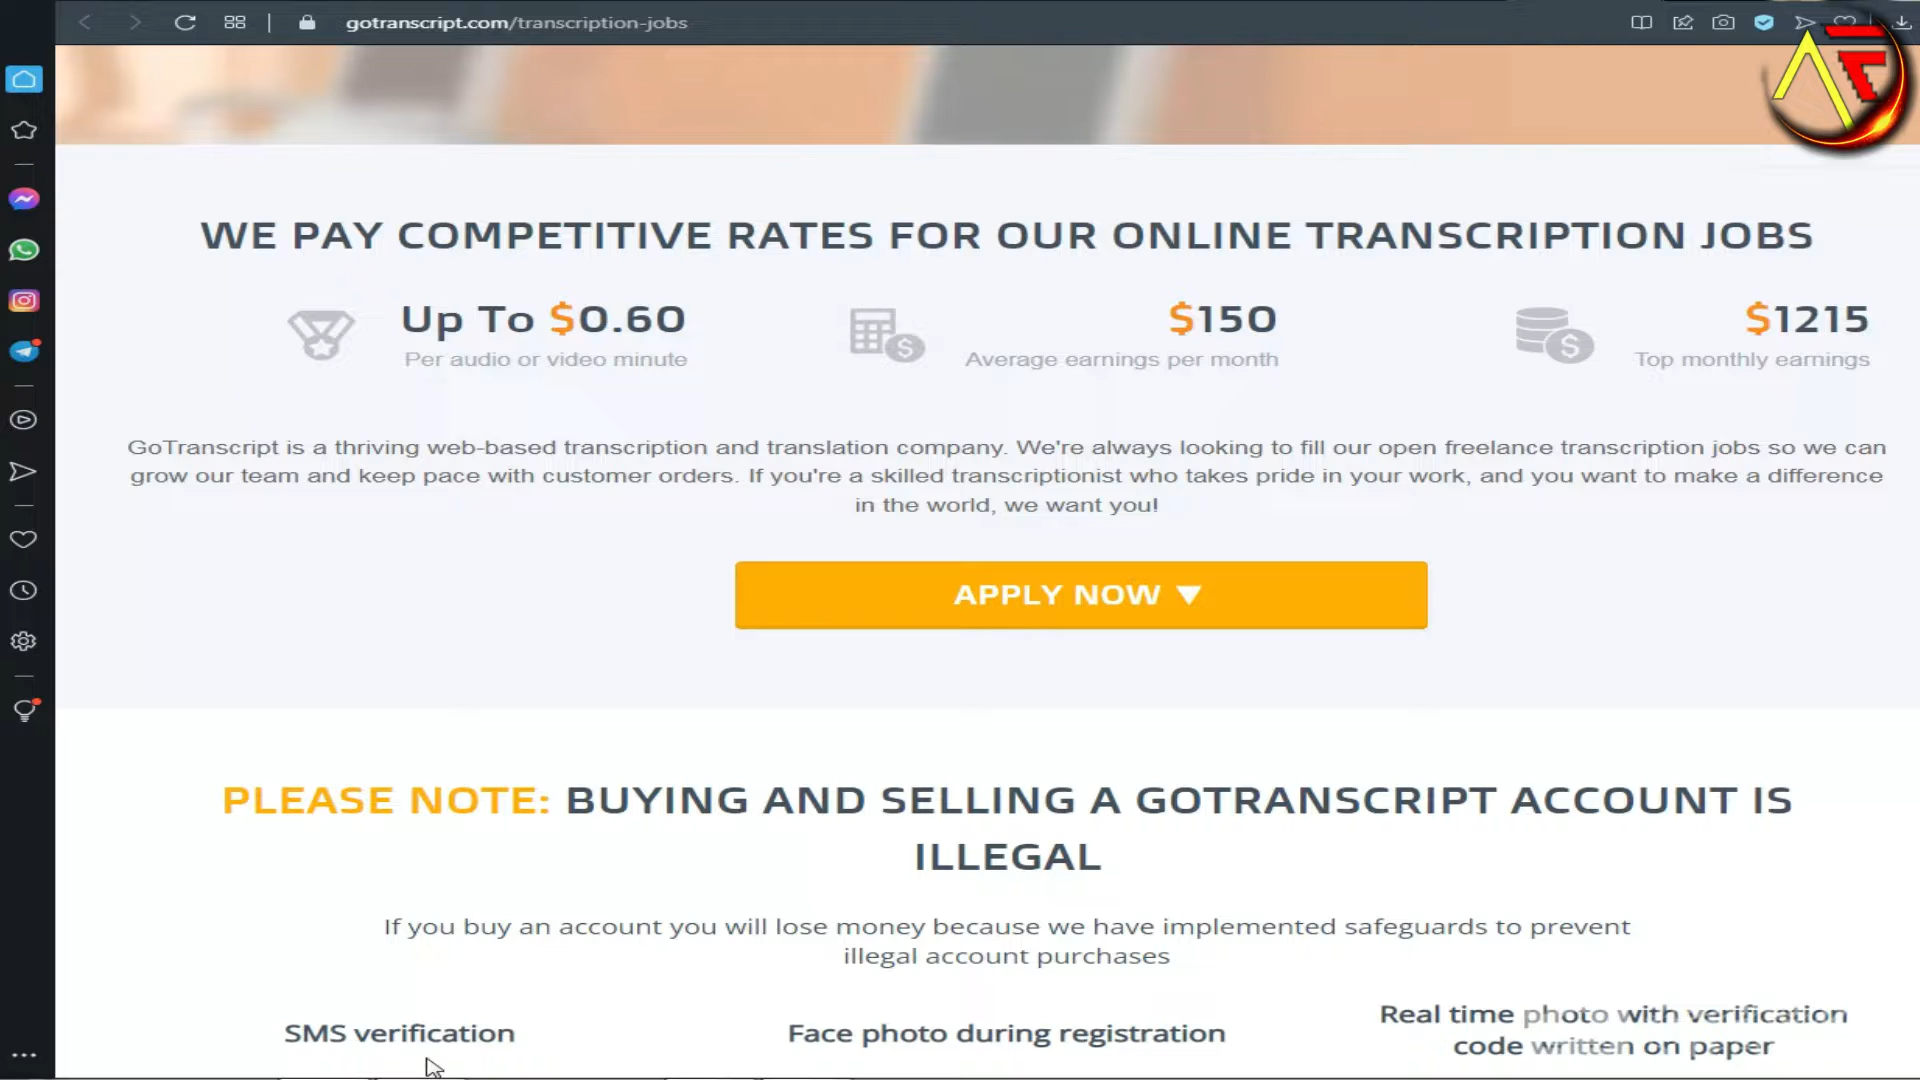 gotranscript.com/transcription-jobs
WE PAY COMPETITIVE RATES FOR OUR ONLINE TRANSCRIPTION JOBS
Up To $0.60
Per audio or video minute
$150
Average earnings per month
$1215
Top monthly earnings
GoTranscript is a thriving web-based transcription and translation company. We're always looking to fill our open freelance transcription jobs so we can
grow our team and keep pace with customer orders. If you're a skilled transcriptionist who takes pride in your work, and you want to make a difference
in the world, we want you!
APPLY NOW ▼
PLEASE NOTE: BUYING AND SELLING A GOTRANSCRIPT ACCOUNT IS
ILLEGAL
If you buy an account you will lose money because we have implemented safeguards to prevent
illegal account purchases
SMS verification
Face photo during registration
Real time photo with verification
code written on paper